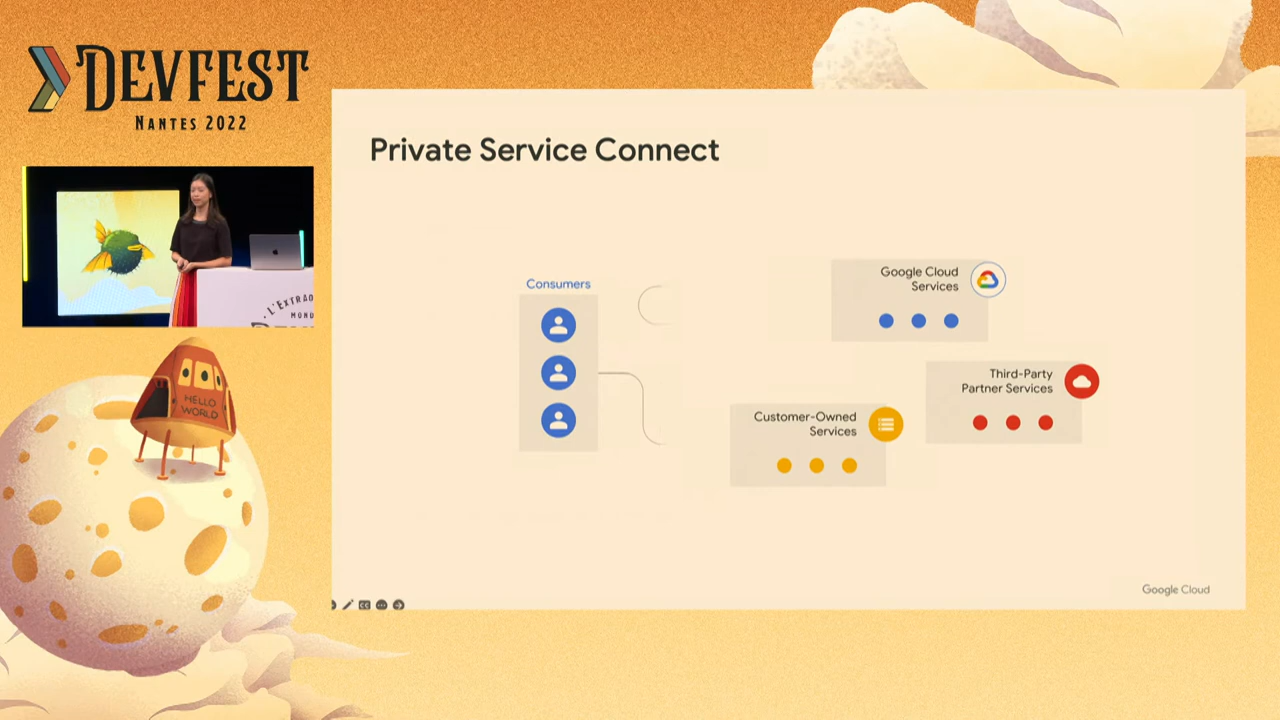 DEVFEST
NANTES 2022
HELLO
WORLD
Private Service Connect
Consumers
Google Cloud
Services
Third-Party
Partner Services
Customer-Owned
Services
Google Cloud